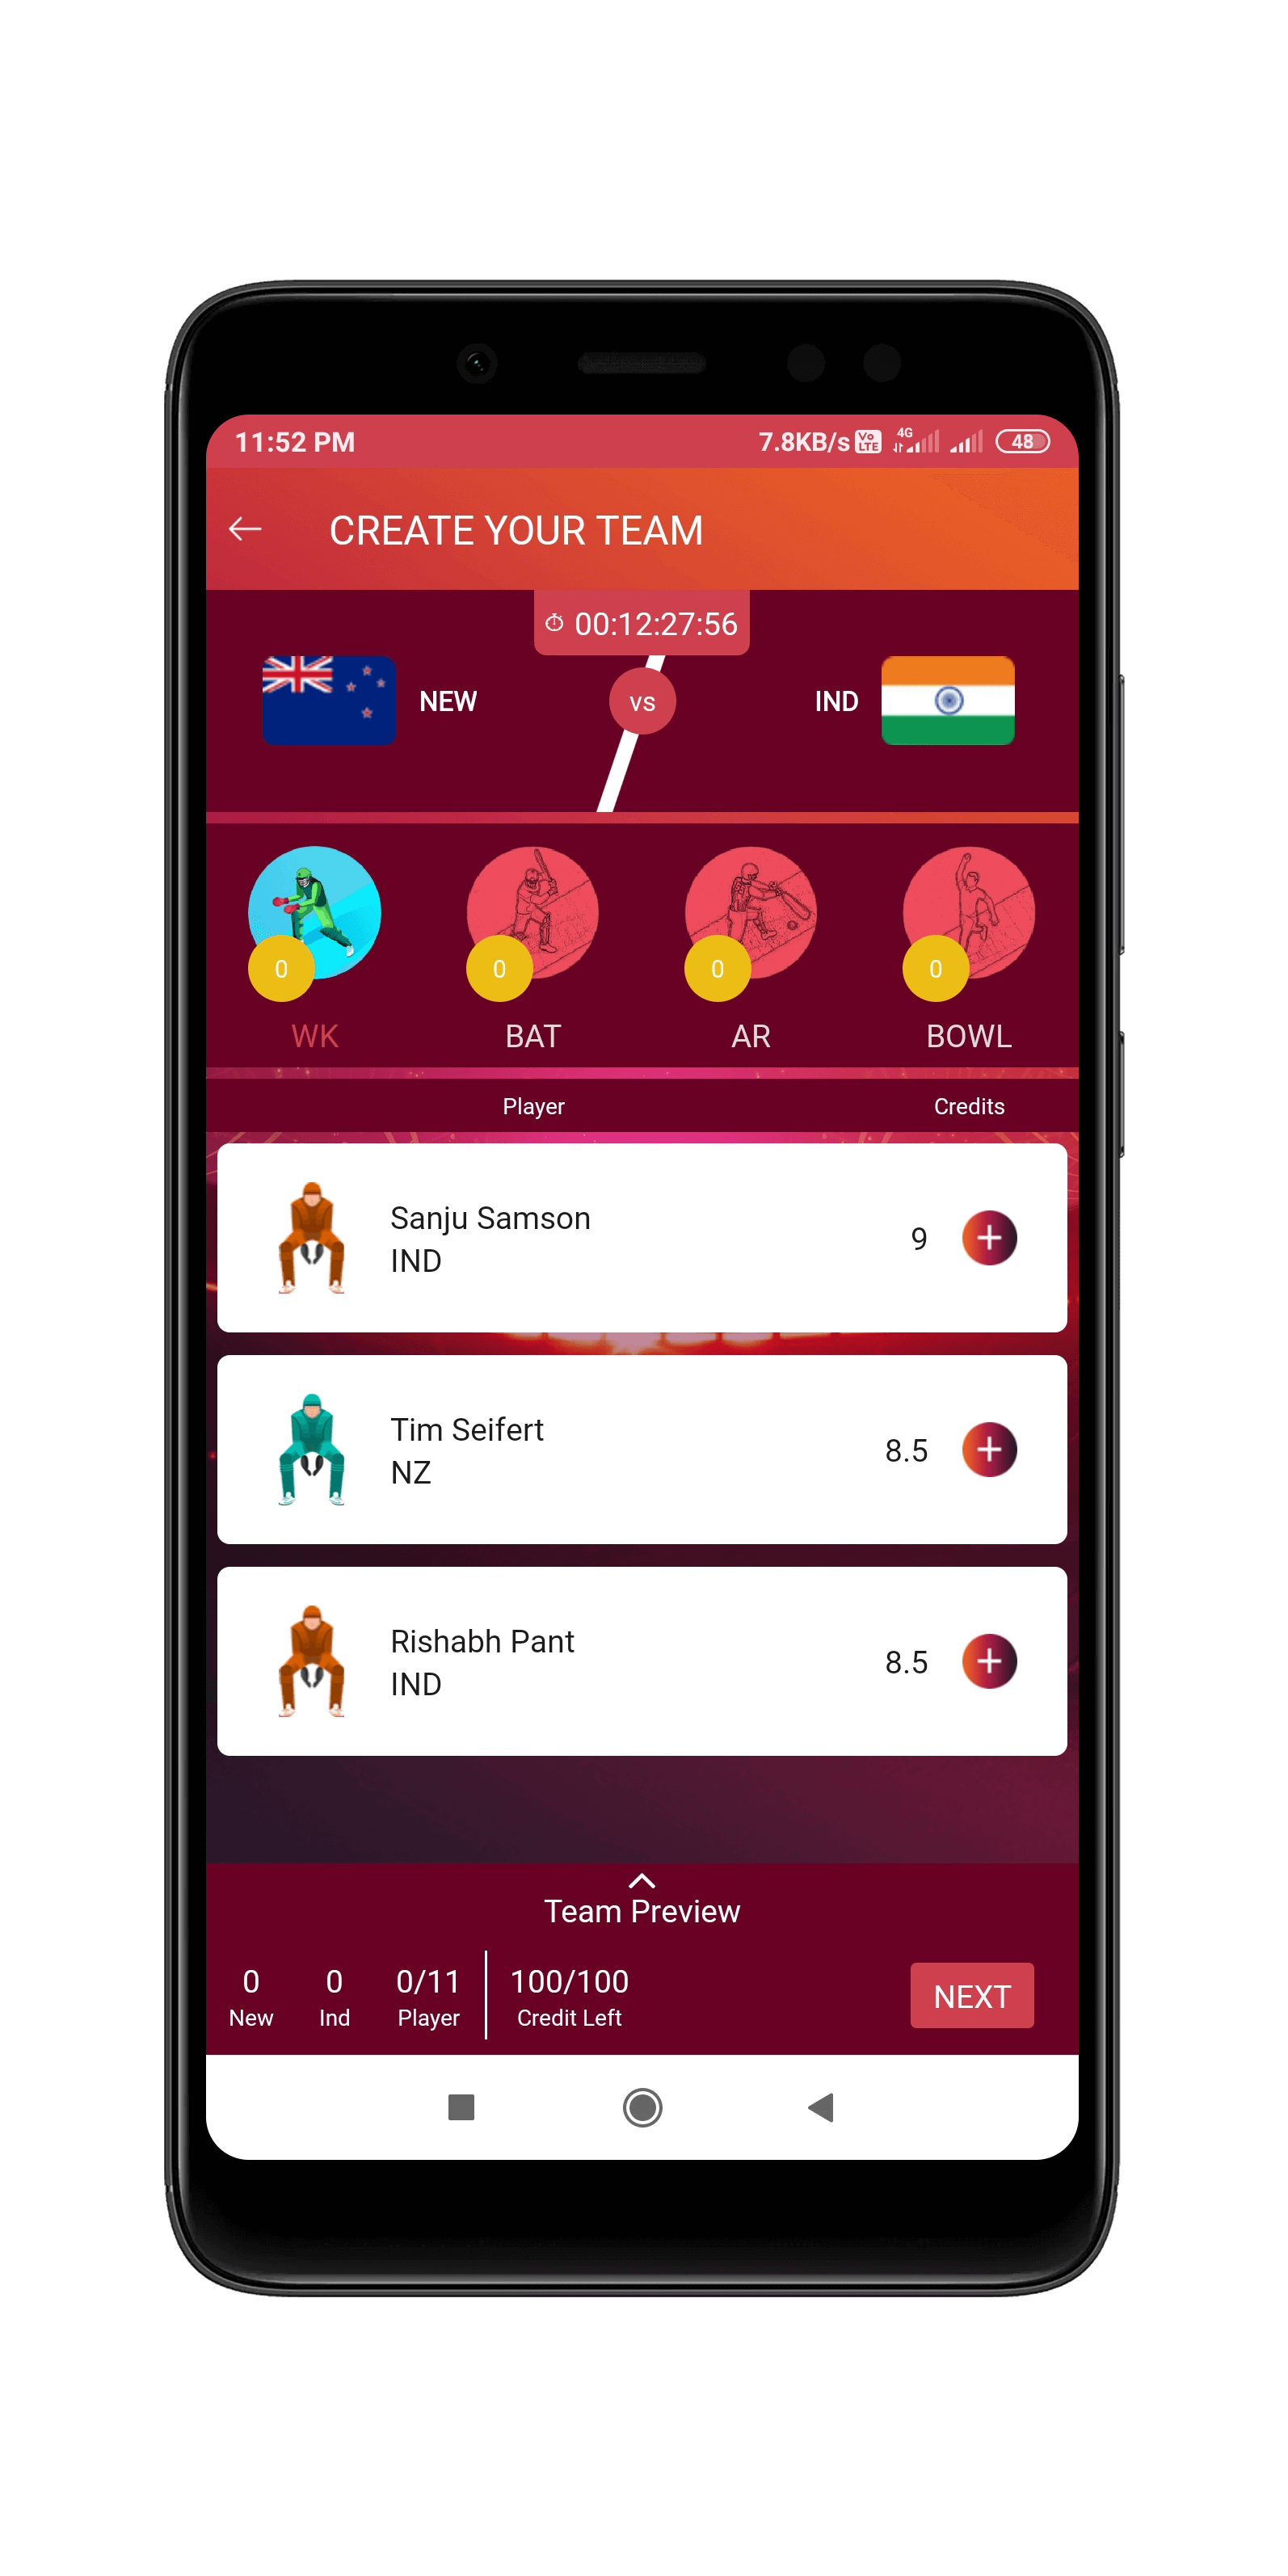 11:52 PM 7.8KB/s Vo LTE 4G 48
CREATE YOUR TEAM
00:12:27:56
NEW vs IND
0 0 0 0
WK BAT AR BOWL
Player Credits
Sanju Samson
IND
9 +
Tim Seifert
NZ
8.5 +
Rishabh Pant
IND
8.5 +
Team Preview
0 0 0/11 100/100
New Ind Player Credit Left
NEXT